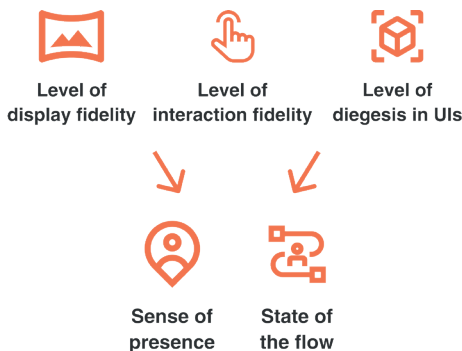 Level of
display fidelity
Level of
interaction fidelity
Level of
diegesis in UIs
Sense of
presence
State of
the flow